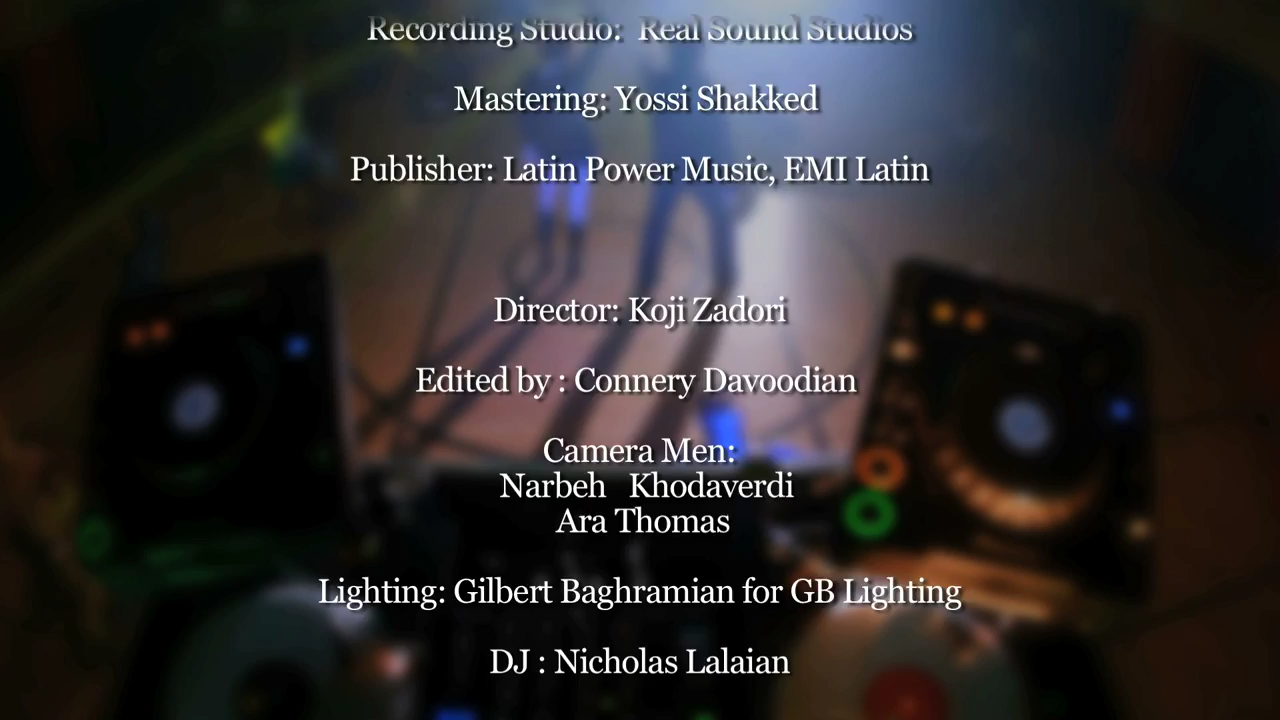 Recording Studio:  Real Sound Studios
Mastering: Yossi Shakked
Publisher: Latin Power Music, EMI Latin
Director: Koji Zadori
Edited by : Connery Davoodian
Camera Men:
Narbeh   Khodaverdi
Ara Thomas
Lighting: Gilbert Baghramian for GB Lighting
DJ : Nicholas Lalaian